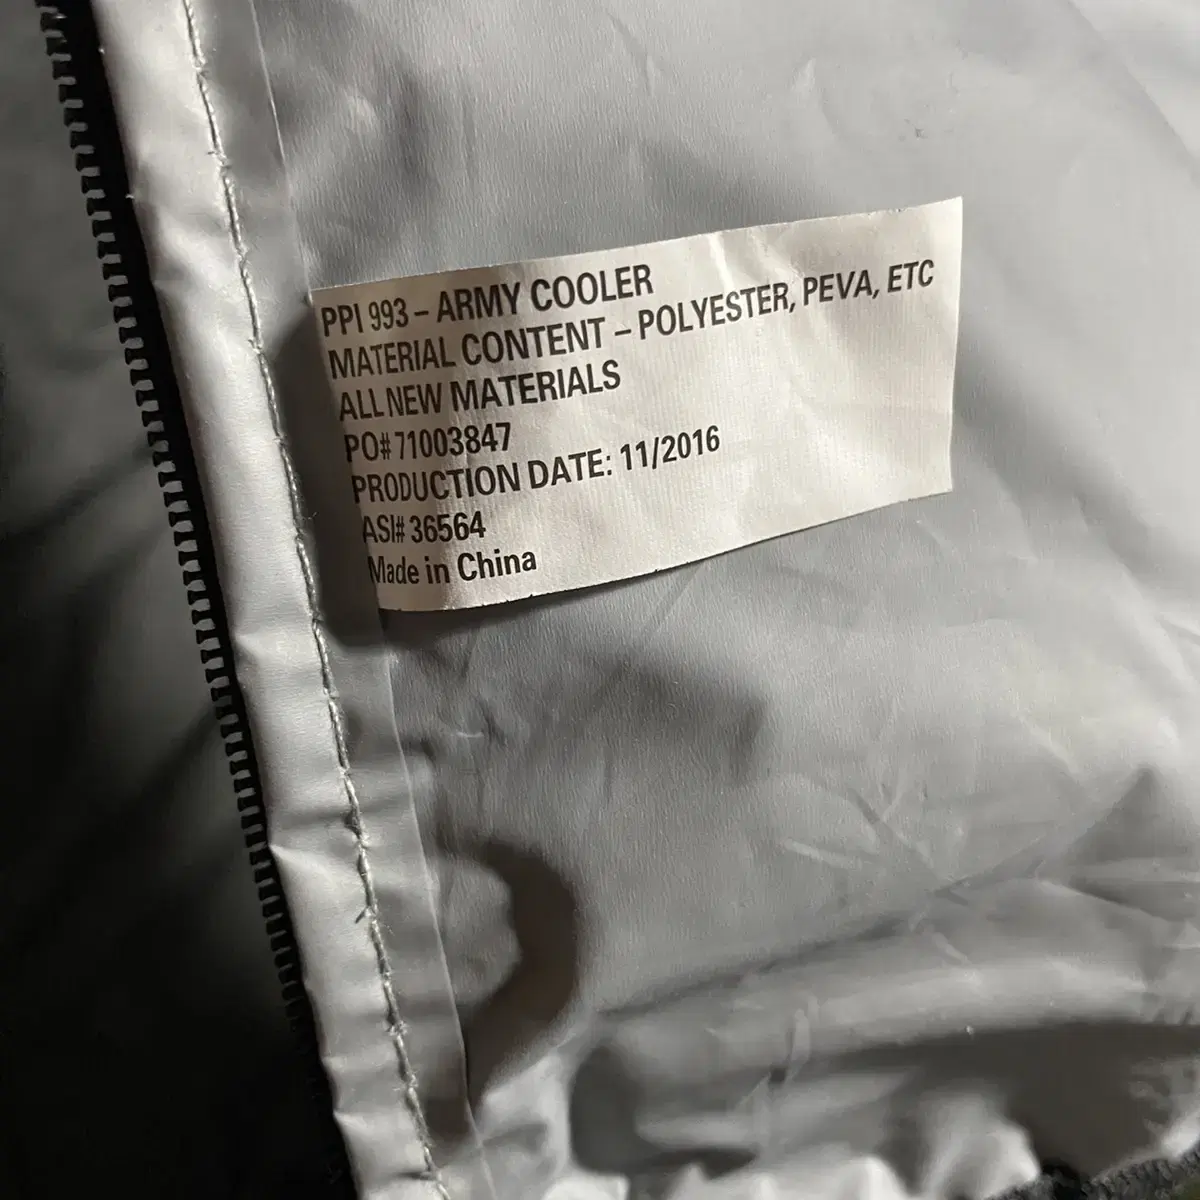 PPI 993 – ARMY COOLER
MATERIAL CONTENT – POLYESTER, PEVA, ETC
ALL NEW MATERIALS
PO# 71003847
PRODUCTION DATE: 11/2016
ASI# 36564
Made in China